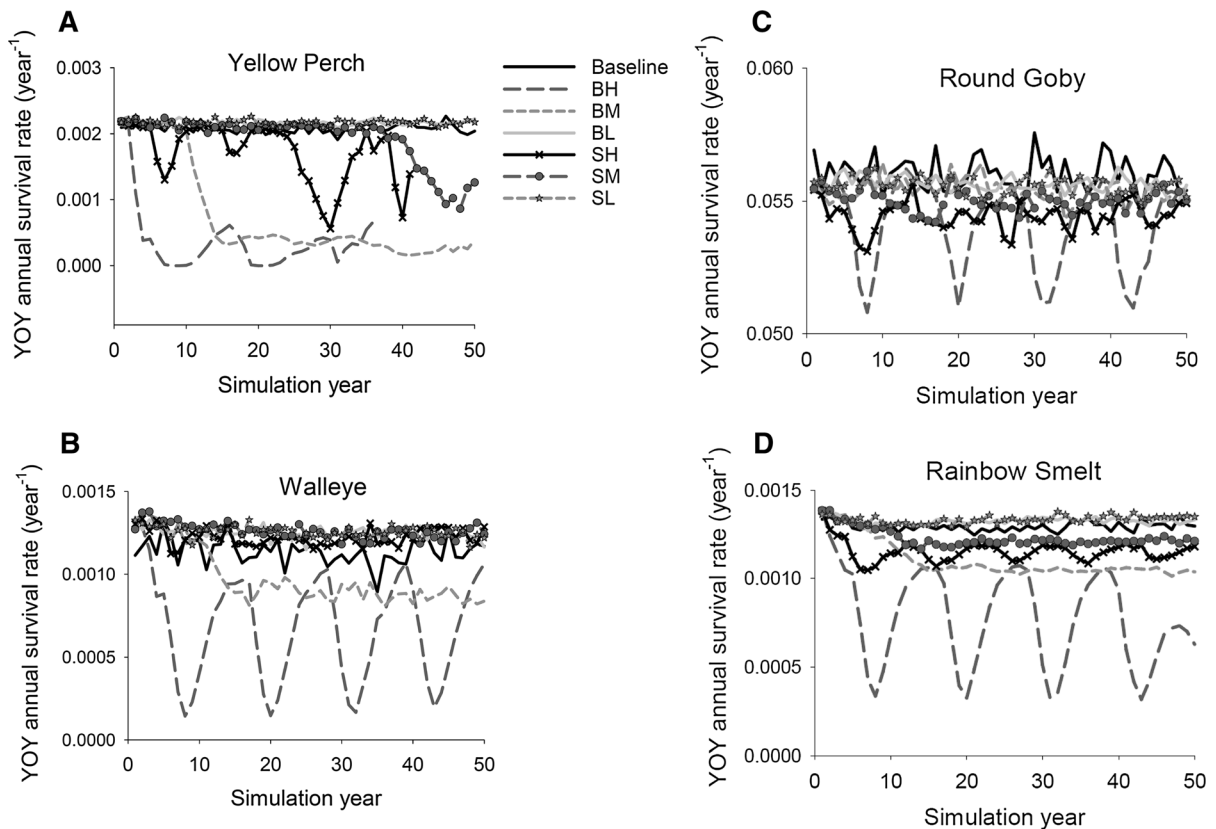 A
Yellow Perch
YOY annual survival rate (year-1)
0.003
0.002
0.001
0.000
0 10 20 30 40 50
Simulation year
Baseline
BH
BM
BL
SH
SM
SL
C
Round Goby
YOY annual survival rate (year-1)
0.060
0.055
0.050
0 10 20 30 40 50
Simulation year
B
Walleye
YOY annual survival rate (year-1)
0.0015
0.0010
0.0005
0.0000
0 10 20 30 40 50
Simulation year
D
Rainbow Smelt
YOY annual survival rate (year-1)
0.0015
0.0010
0.0005
0.0000
0 10 20 30 40 50
Simulation year